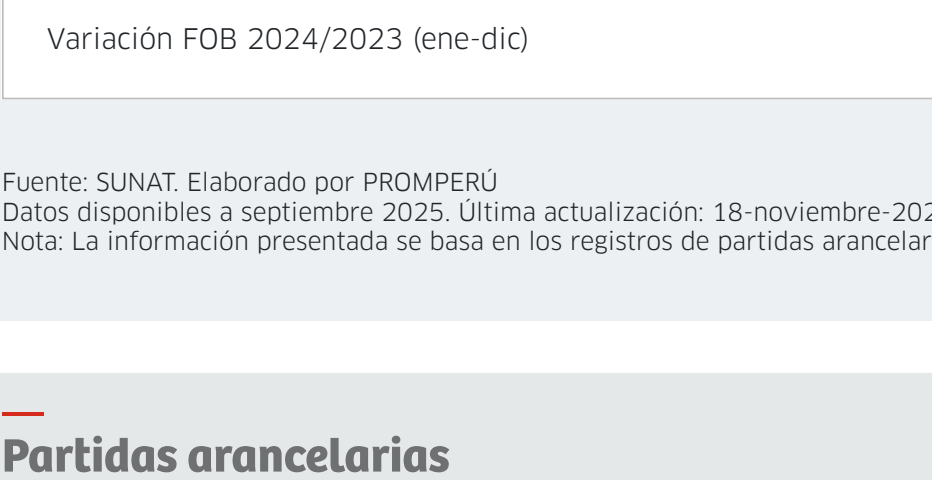 Variación FOB 2024/2023 (ene-dic)
Fuente: SUNAT. Elaborado por PROMPERÚ
Datos disponibles a septiembre 2025. Última actualización: 18-noviembre-202
Nota: La información presentada se basa en los registros de partidas arancelar
Partidas arancelarias